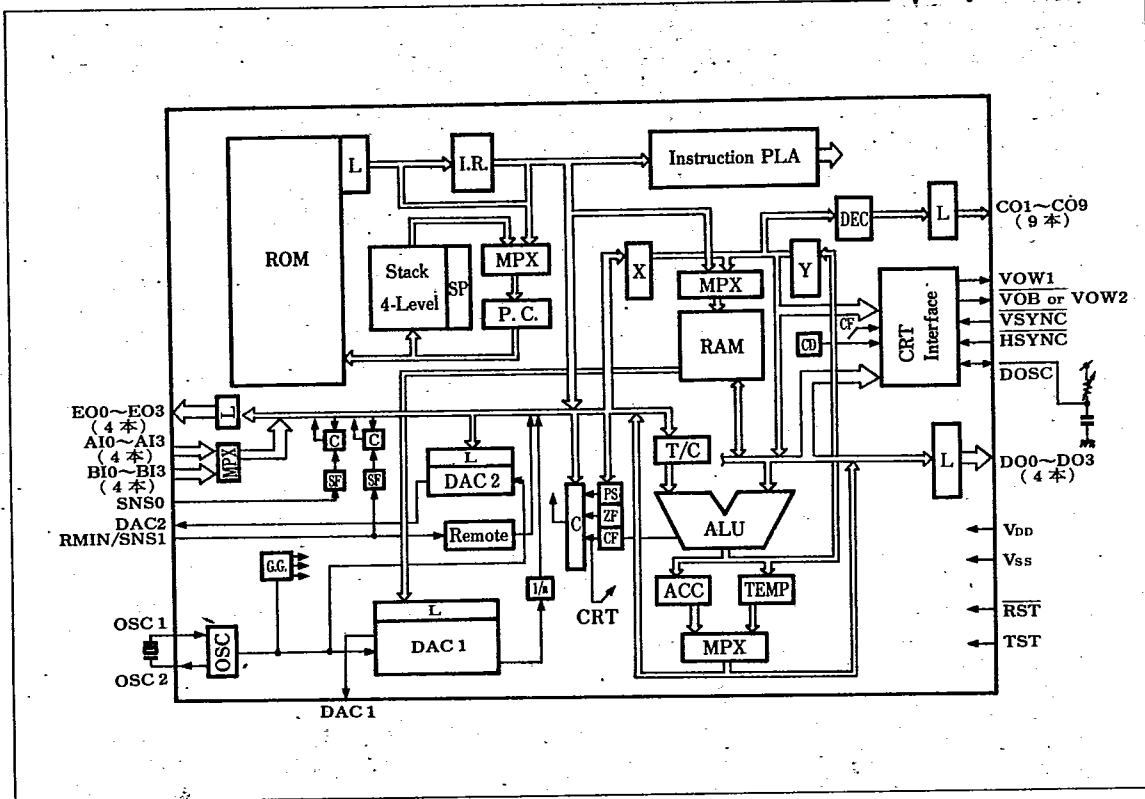 L
I.R.
Instruction PLA
ROM
DEC
L
CO1~CO9
(9本)
Stack
4-Level
SP
MPX
P.C.
X
MPX
Y
RAM
CF
CD
CRT
Interface
VOW1
VOB or VOW2
VSYNC
HSYNC
DOSC
EO0~EO3
(4本)
L
AI0~AI3
(4本)
BI0~BI3
(4本)
MPX
SNS0
C
C
SF
SF
L
DAC 2
T/C
L
DO0~DO3
(4本)
DAC2
RMIN/SNS1
Remote
C
PS
ZF
CF
ALU
VDD
VSS
RST
TST
G.G.
1/n
CRT
ACC
TEMP
MPX
OSC 1
OSC
OSC 2
L
DAC 1
DAC 1